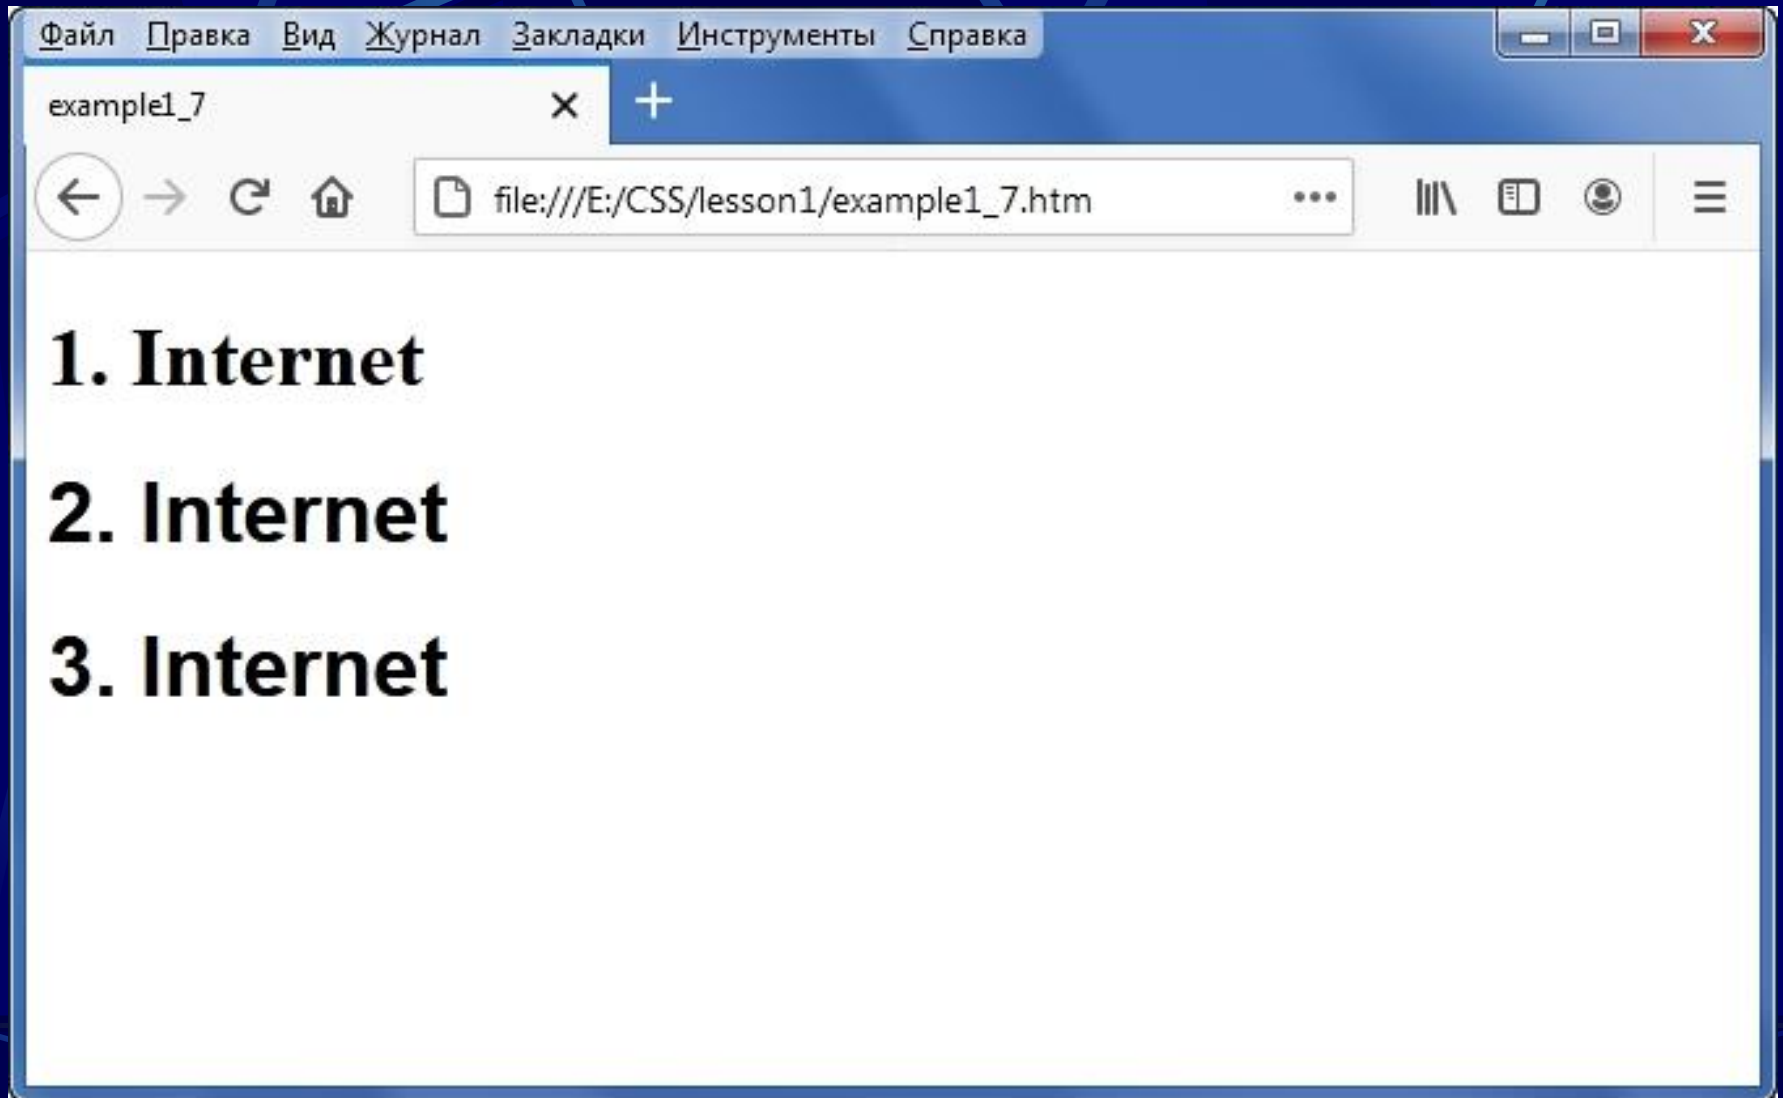 Файл Правка Вид Журнал Закладки Инструменты Справка
example1_7
file:///E:/CSS/lesson1/example1_7.htm
1. Internet
2. Internet
3. Internet